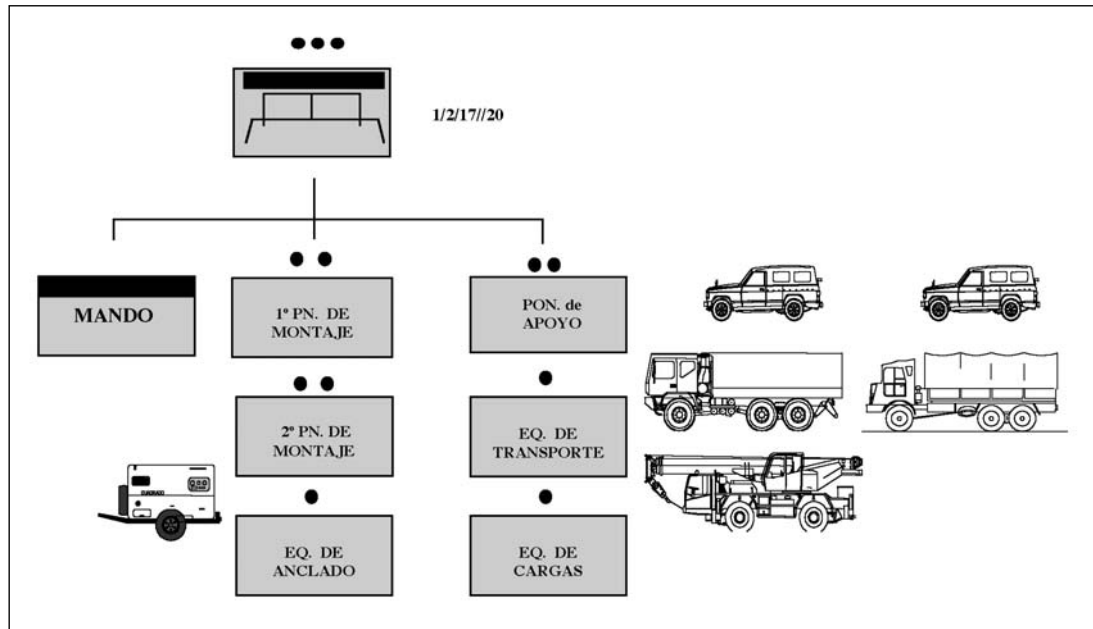 1/2/17//20
MANDO
1º PN. DE
MONTAJE
PON. de
APOYO
2º PN. DE
MONTAJE
EQ. DE
TRANSPORTE
CUADRADO
EQ. DE
ANCLADO
EQ. DE
CARGAS